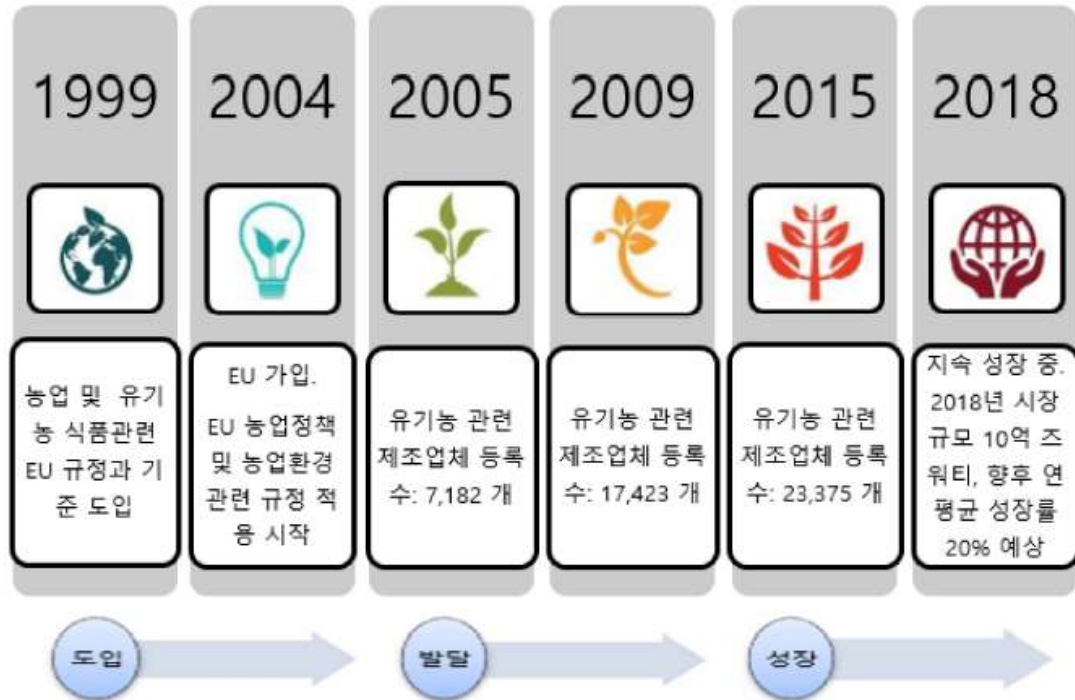 1999
2004
2005
2009
2015
2018
농업 및 유기
농 식품관련
EU 규정과 기
준 도입
EU 가입.
EU 농업정책
및 농업환경
관련 규정 적
용 시작
유기농 관련
제조업체 등록
수: 7,182 개
유기농 관련
제조업체 등록
수: 17,423 개
유기농 관련
제조업체 등록
수: 23,375 개
지속 성장 중.
2018년 시장
규모 10억 즈
워티, 향후 연
평균 성장률
20% 예상
도입
발달
성장